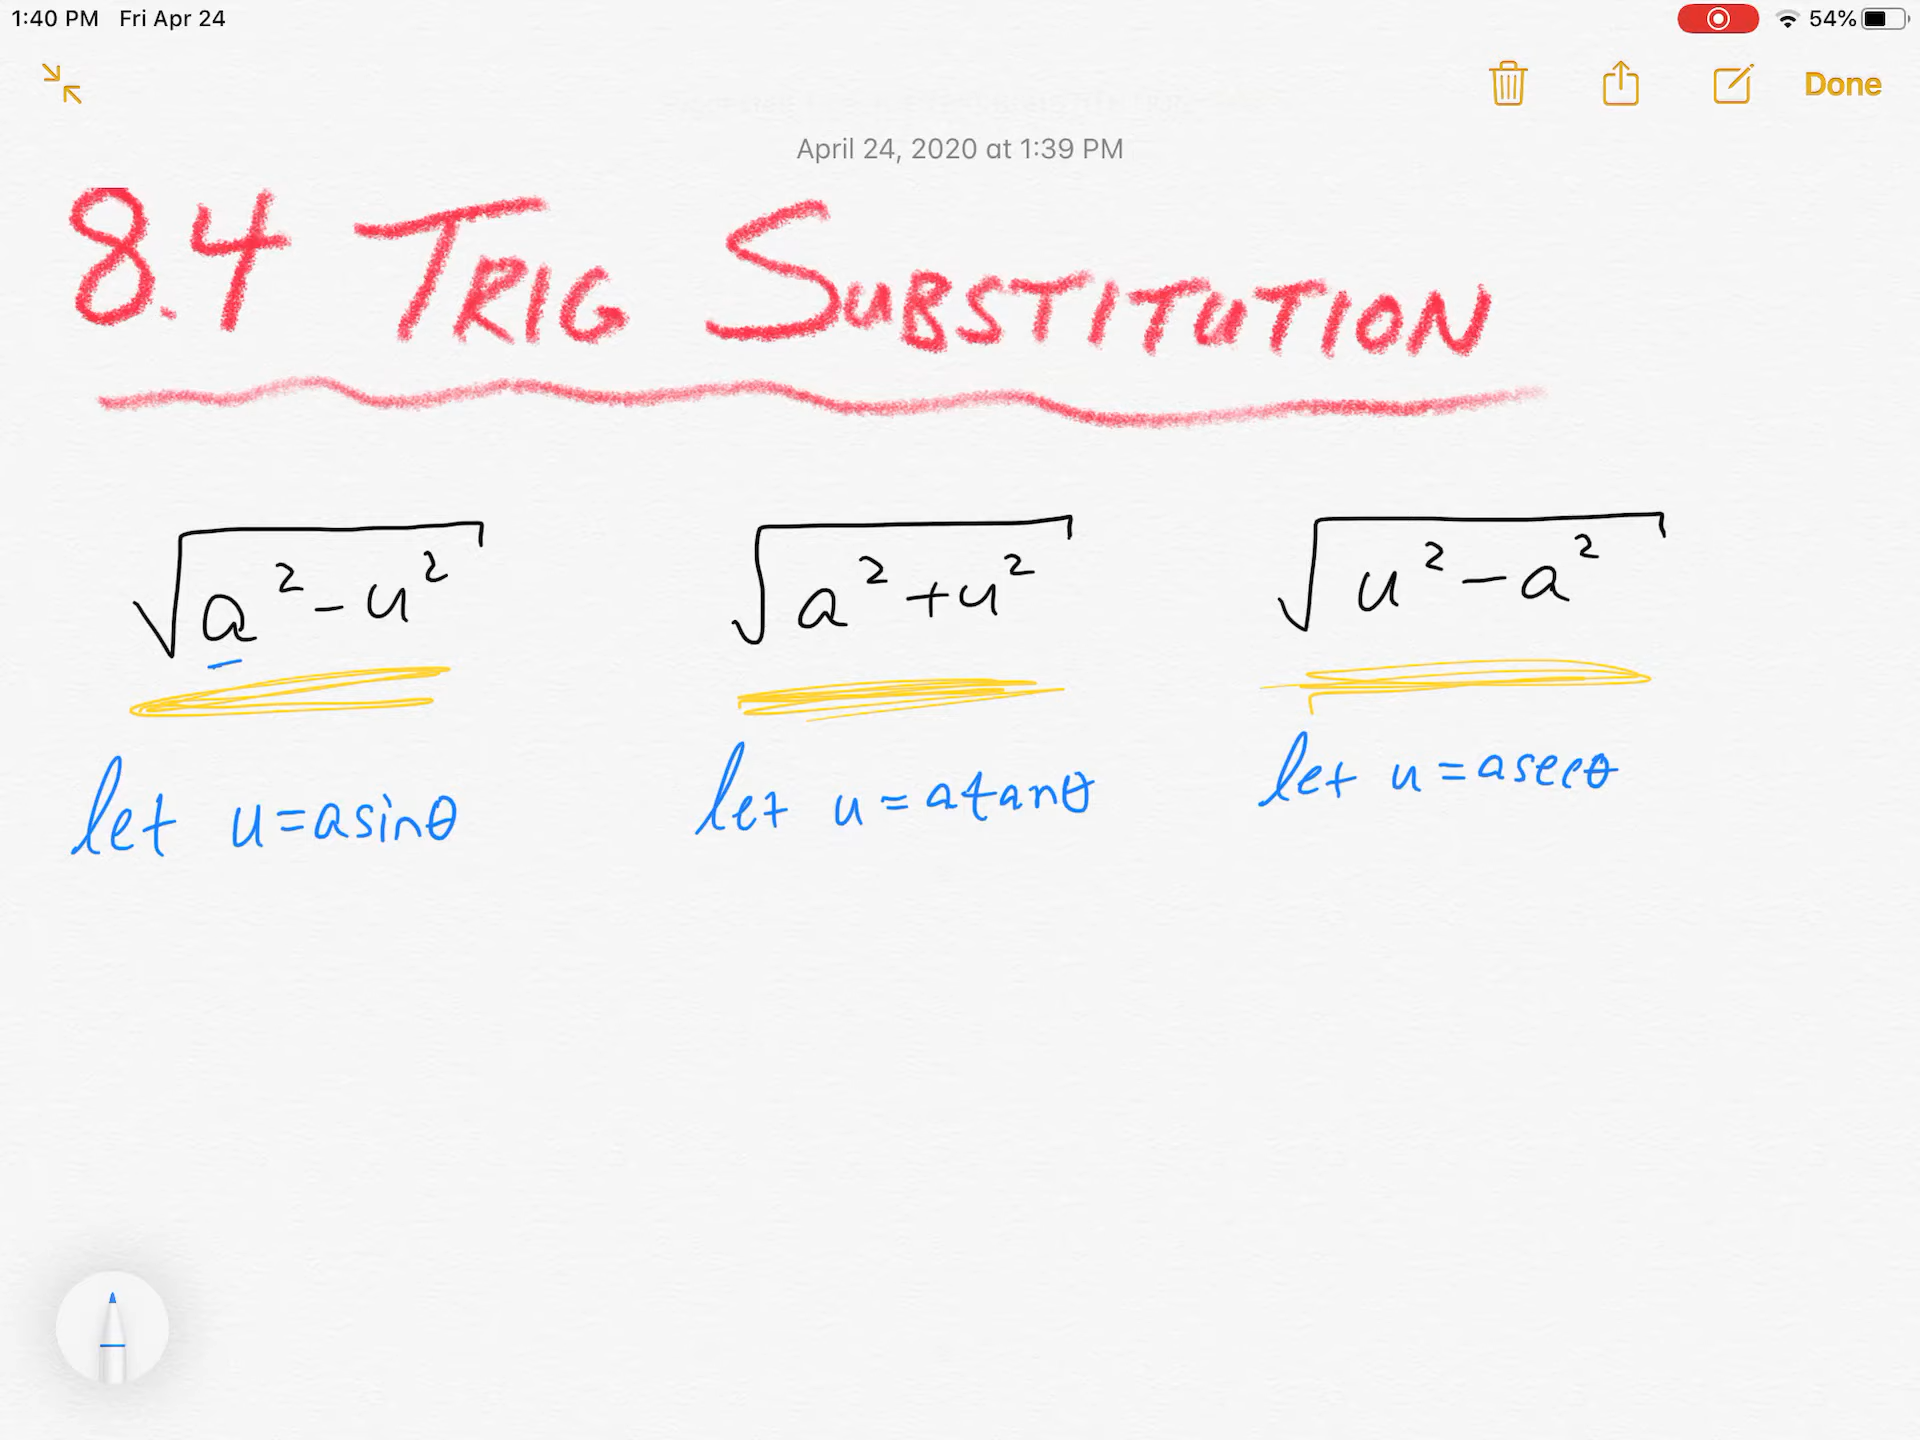 1:40 PM Fri Apr 24 54%
Done
April 24, 2020 at 1:39 PM
8.4 TRIG SUBSTITUTION
√(a²-u²) √(a²+u²) √(u²-a²)
let u=asinθ let u=atanθ let u=asecθ